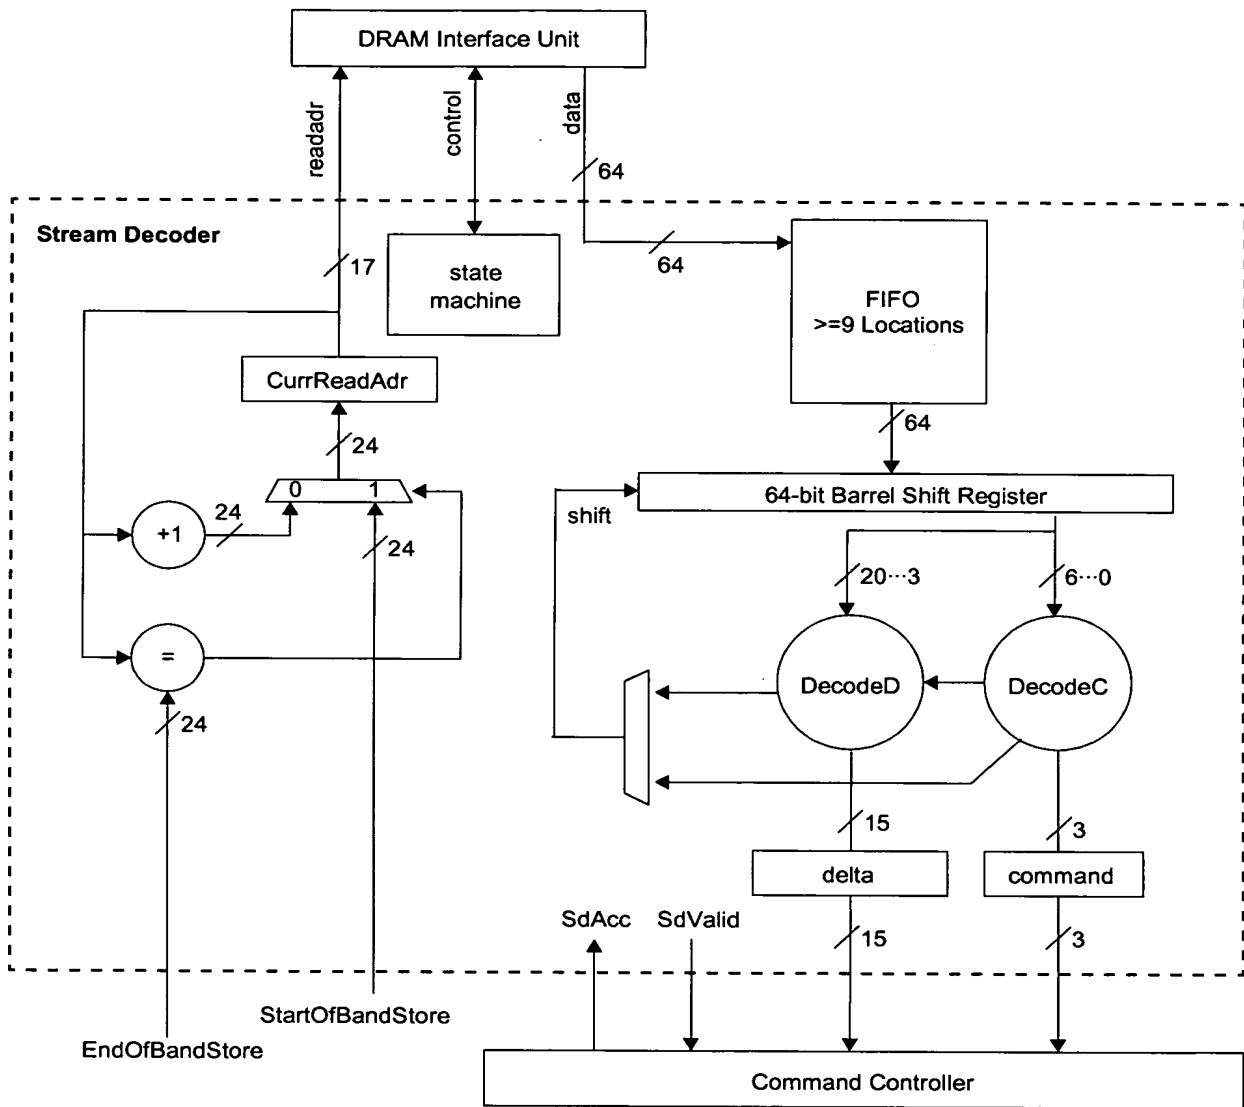 DRAM Interface Unit
readadr
control
data
64
Stream Decoder
17
state
machine
64
FIFO
>=9 Locations
CurrReadAdr
24
64
0 1
64-bit Barrel Shift Register
shift
24
+1
24
20···3
6···0
=
DecodeD
DecodeC
24
15
3
delta
command
SdAcc
SdValid
15
3
StartOfBandStore
EndOfBandStore
Command Controller